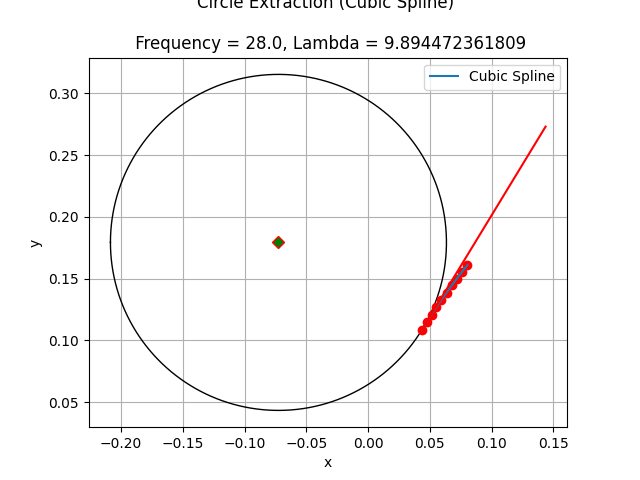 Circle Extraction (Cubic Spline)
Frequency = 28.0, Lambda = 9.894472361809
Cubic Spline
0.30
0.25
0.20
0.15
0.10
0.05
y
−0.20 −0.15 −0.10 −0.05 0.00 0.05 0.10 0.15
x